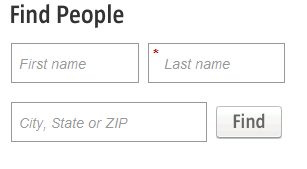 Find People
First name * Last name
City, State or ZIP Find